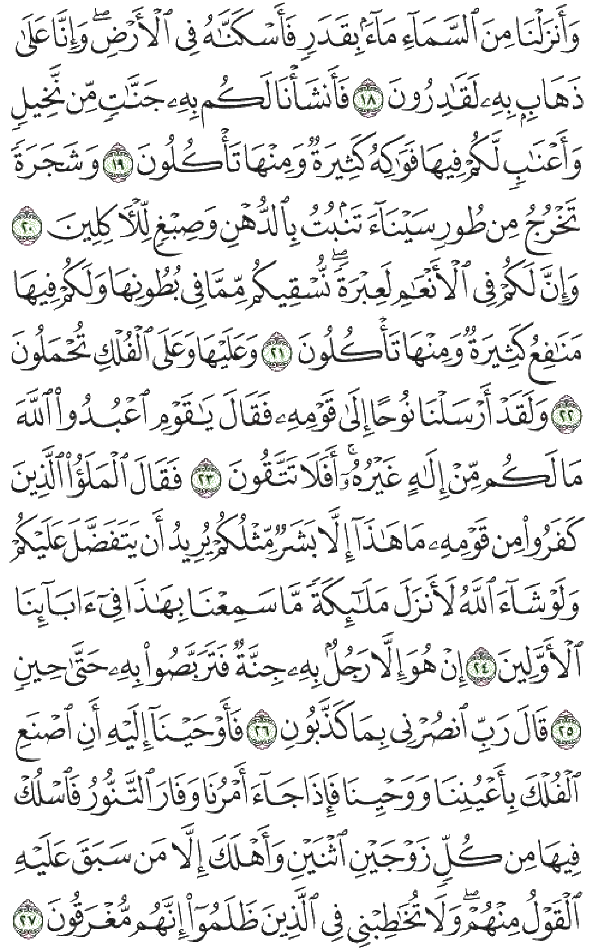 وَأَنزَلْنَا مِنَ ٱلسَّمَآءِ مَآءًۢ بِقَدَرٍ فَأَسْكَنَّٰهُ فِى ٱلْأَرْضِ ۖ وَإِنَّا عَلَىٰ
ذَهَابٍۭ بِهِۦ لَقَٰدِرُونَ ١٨ فَأَنشَأْنَا لَكُم بِهِۦ جَنَّٰتٍ مِّن نَّخِيلٍ
وَأَعْنَٰبٍ لَّكُمْ فِيهَا فَوَٰكِهُ كَثِيرَةٌ وَمِنْهَا تَأْكُلُونَ ١٩ وَشَجَرَةً
تَخْرُجُ مِن طُورِ سَيْنَآءَ تَنۢبُتُ بِٱلدُّهْنِ وَصِبْغٍ لِّلْـَٔاكِلِينَ ٢٠
وَإِنَّ لَكُمْ فِى ٱلْأَنْعَٰمِ لَعِبْرَةً ۖ نُّسْقِيكُم مِّمَّا فِى بُطُونِهَا وَلَكُمْ فِيهَا
مَنَٰفِعُ كَثِيرَةٌ وَمِنْهَا تَأْكُلُونَ ٢١ وَعَلَيْهَا وَعَلَى ٱلْفُلْكِ تُحْمَلُونَ
٢٢ وَلَقَدْ أَرْسَلْنَا نُوحًا إِلَىٰ قَوْمِهِۦ فَقَالَ يَٰقَوْمِ ٱعْبُدُوا۟ ٱللَّهَ
مَا لَكُم مِّنْ إِلَٰهٍ غَيْرُهُۥٓ ۖ أَفَلَا تَتَّقُونَ ٢٣ فَقَالَ ٱلْمَلَؤُا۟ ٱلَّذِينَ
كَفَرُوا۟ مِن قَوْمِهِۦ مَا هَٰذَآ إِلَّا بَشَرٌ مِّثْلُكُمْ يُرِيدُ أَن يَتَفَضَّلَ عَلَيْكُمْ
وَلَوْ شَآءَ ٱللَّهُ لَأَنزَلَ مَلَٰٓئِكَةً مَّا سَمِعْنَا بِهَٰذَا فِىٓ ءَابَآئِنَا
ٱلْأَوَّلِينَ ٢٤ إِنْ هُوَ إِلَّا رَجُلٌۢ بِهِۦ جِنَّةٌ فَتَرَبَّصُوا۟ بِهِۦ حَتَّىٰ حِينٍ
٢٥ قَالَ رَبِّ ٱنصُرْنِى بِمَا كَذَّبُونِ ٢٦ فَأَوْحَيْنَآ إِلَيْهِ أَنِ ٱصْنَعِ
ٱلْفُلْكَ بِأَعْيُنِنَا وَوَحْيِنَا فَإِذَا جَآءَ أَمْرُنَا وَفَارَ ٱلتَّنُّورُ ۙ فَٱسْلُكْ
فِيهَا مِن كُلٍّ زَوْجَيْنِ ٱثْنَيْنِ وَأَهْلَكَ إِلَّا مَن سَبَقَ عَلَيْهِ
ٱلْقَوْلُ مِنْهُمْ ۖ وَلَا تُخَٰطِبْنِى فِى ٱلَّذِينَ ظَلَمُوٓا۟ ۖ إِنَّهُم مُّغْرَقُونَ ٢٧